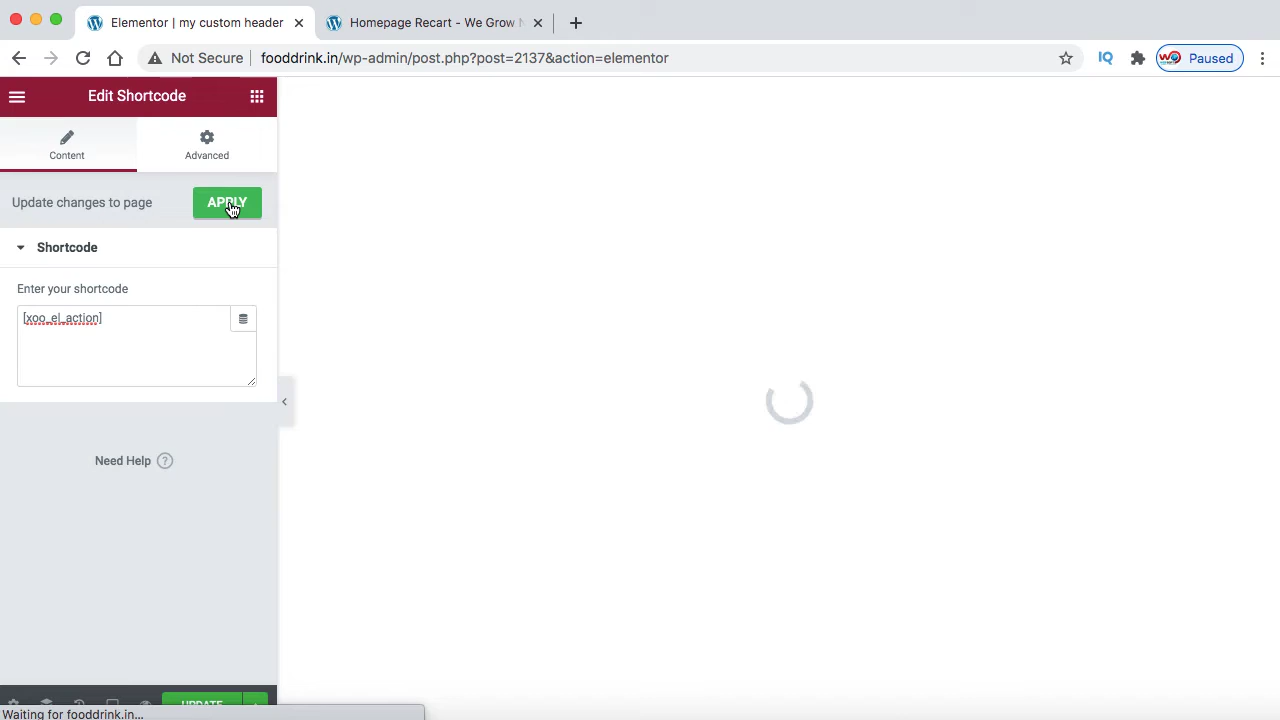 Elementor | my custom header
Homepage Recart - We Grow
Not Secure
fooddrink.in/wp-admin/post.php?post=2137&action=elementor
IQ
Paused
Edit Shortcode
Content
Advanced
Update changes to page
APPLY
Shortcode
Enter your shortcode
[xoo_el_action]
Need Help ?
UPDATE
Waiting for fooddrink.in...